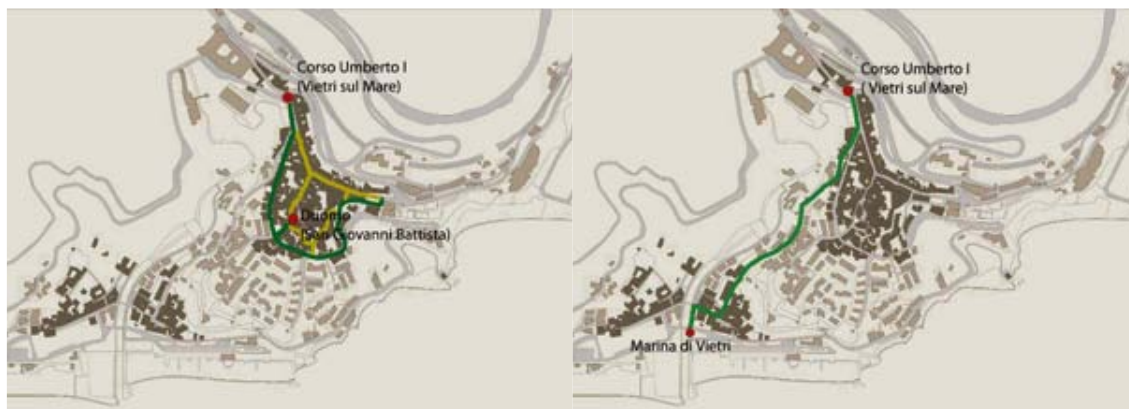 Corso Umberto I
(Vietri sul Mare)
Duomo
(San Giovanni Battista)
Corso Umberto I
( Vietri sul Mare)
Marina di Vietri